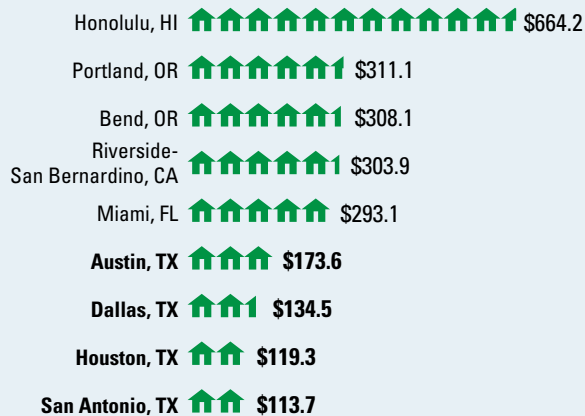 Honolulu, HI $664.2
Portland, OR $311.1
Bend, OR $308.1
Riverside-
San Bernardino, CA $303.9
Miami, FL $293.1
Austin, TX $173.6
Dallas, TX $134.5
Houston, TX $119.3
San Antonio, TX $113.7